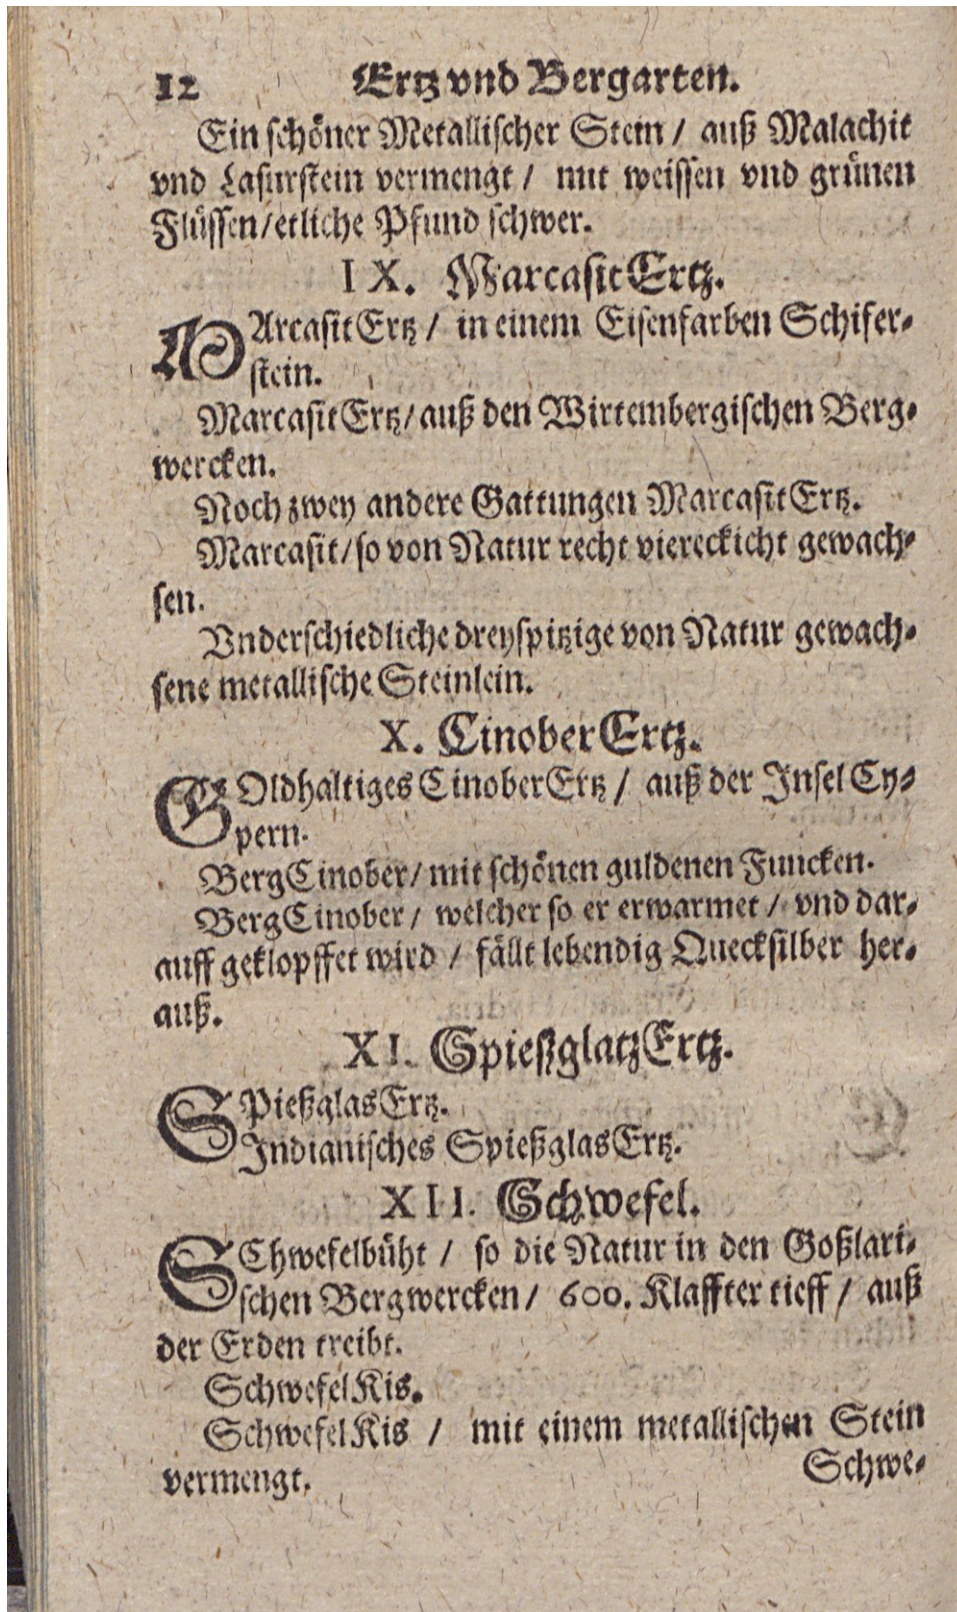 12 Ertz vnd Bergarten.
Ein schöner Metallischer Stein / auß Malachit
vnd Lasurstein vermengt / mit weissen vnd grünen
Flüssen / etliche Pfund schwer.
IX. Marcasit Ertz.
MArcasit Ertz / in einem Eisenfarben Schifer-
stein.
Marcasit Ertz / auß den Wirtembergischen Berg-
wercken.
Noch zwey andere Gattungen Marcasit Ertz.
Marcasit / so von Natur recht viereckicht gewach-
sen.
Vnderschiedliche dreyspitzige von Natur gewach-
sene metallische Steinlein.
X. Cinober Ertz.
GOldhaltiges Cinober Ertz / auß der Insel Cy-
pern.
Berg Cinober / mit schönen guldenen Funcken.
Berg Cinober / welcher so er erwarmet / vnd dar-
auff geklopffet wird / fällt lebendig Quecksilber her-
auß.
XI. Spießglatz Ertz.
SPießglas Ertz.
Indianisches Spießglas Ertz.
XII. Schwefel.
SChwefelbüht / so die Natur in den Goßlari-
schen Bergwercken / 600. Klaffter tieff / auß
der Erden treibt.
Schwefel Kis.
Schwefel Kis / mit einem metallischen Stein
vermengt.
Schwe-